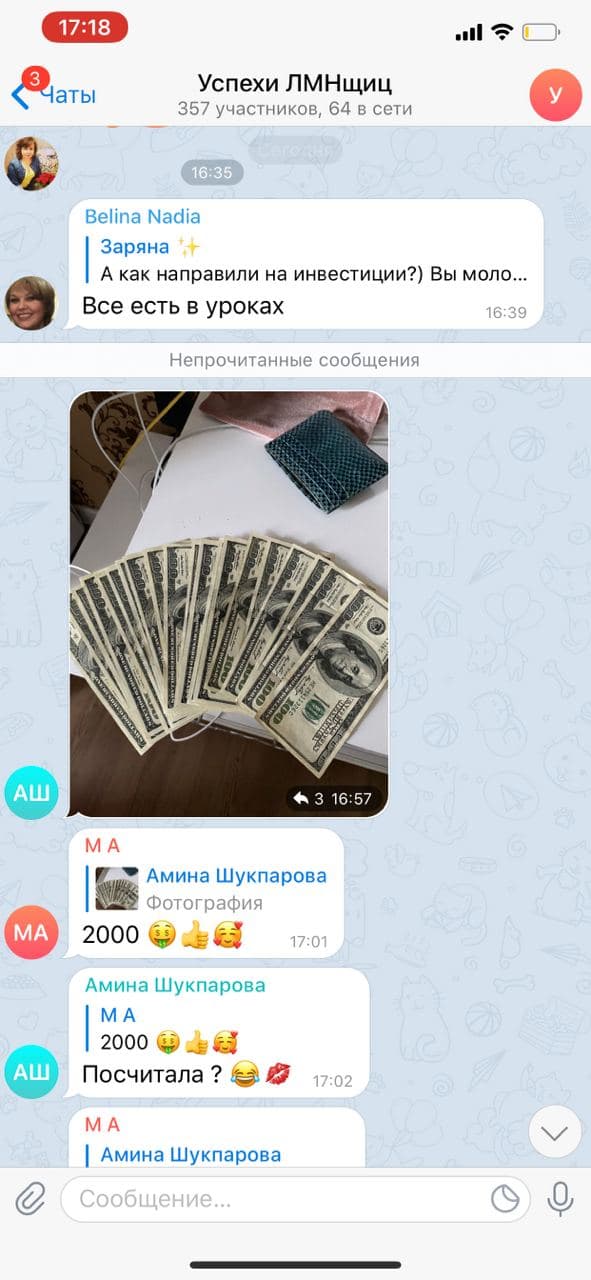 17:18
3
Чаты
Успехи ЛМНщиц
357 участников, 64 в сети
У
Сегодня
16:35
Belina Nadia
Заряна ✨
А как направили на инвестиции?) Вы моло...
Все есть в уроках
16:39
Непрочитанные сообщения
100
3 16:57
АШ
М А
Амина Шукпарова
Фотография
2000 🤑👍🥰
17:01
МА
Амина Шукпарова
М А
2000 🤑👍🥰
Посчитала ? 😂💋
17:02
АШ
М А
Амина Шукпарова
Сообщение...